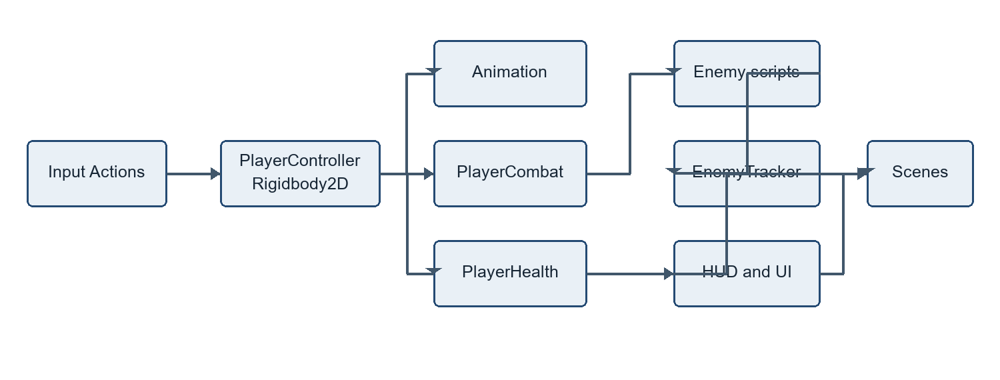 Animation
Enemy scripts
Input Actions
PlayerController
Rigidbody2D
PlayerCombat
EnemyTracker
Scenes
PlayerHealth
HUD and UI